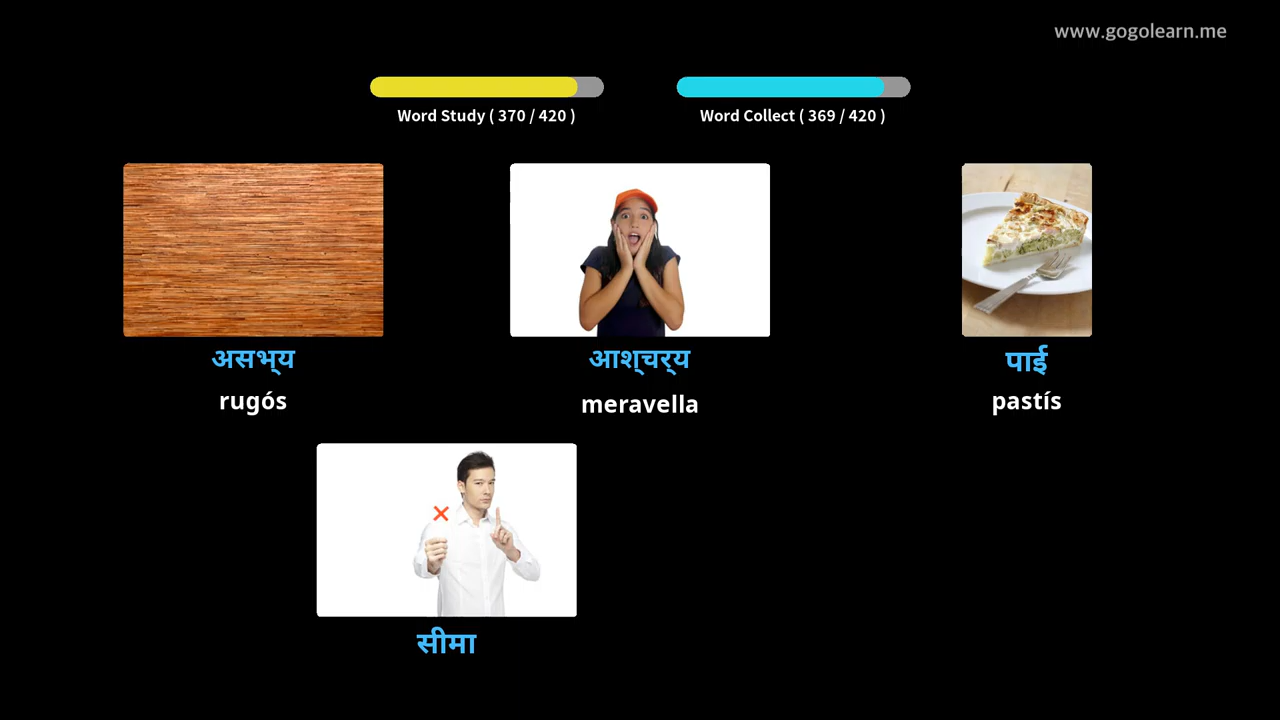 www.gogolearn.me
Word Study ( 370 / 420 )
Word Collect ( 369 / 420 )
असभ्य
rugós
आश्चर्य
meravella
पाई
pastís
सीमा